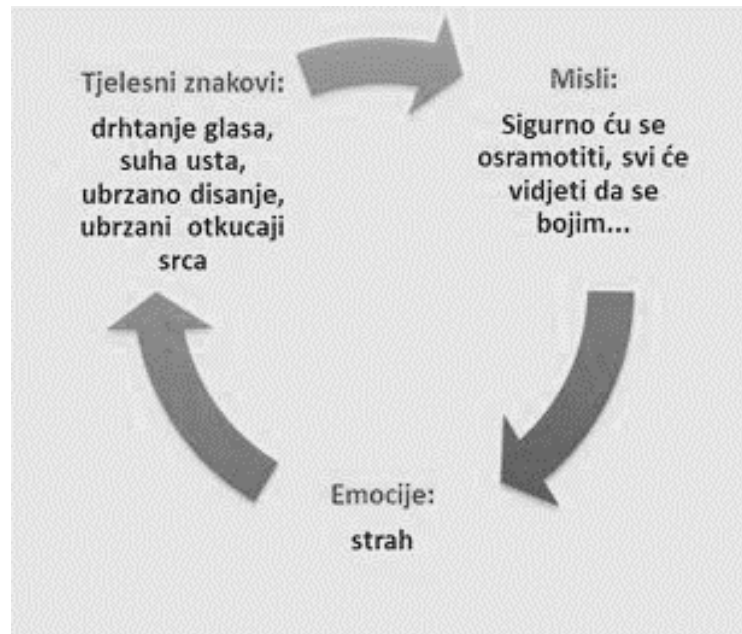 Tjelesni znakovi:
drhtanje glasa,
suha usta,
ubrzano disanje,
ubrzani otkucaji
srca
Misli:
Sigurno ću se
osramotiti, svi će
vidjeti da se
bojim...
Emocije:
strah